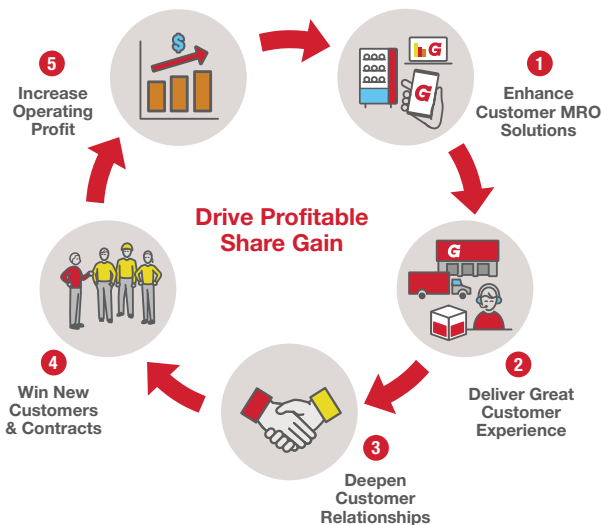 Drive Profitable
Share Gain
1
Enhance
Customer MRO
Solutions
G
G
2
Deliver Great
Customer
Experience
G
3
Deepen
Customer
Relationships
4
Win New
Customers
& Contracts
5
Increase
Operating
Profit
$